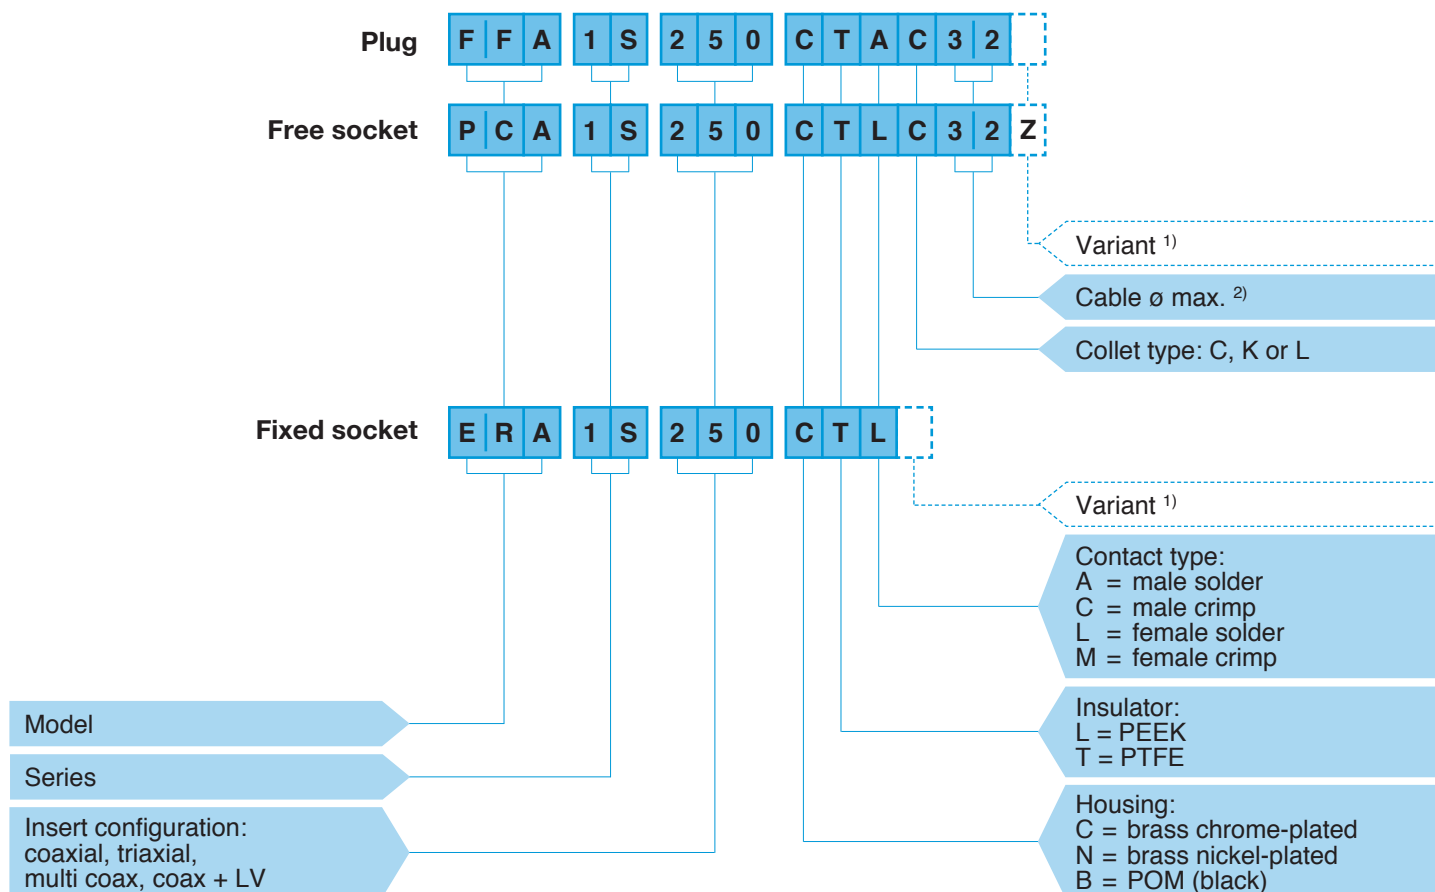 Plug F F A 1 S 2 5 0 C T A C 3 2
Free socket P C A 1 S 2 5 0 C T L C 3 2 Z
Variant 1)
Cable ø max. 2)
Collet type: C, K or L
Fixed socket E R A 1 S 2 5 0 C T L
Variant 1)
Contact type:
A = male solder
C = male crimp
L = female solder
M = female crimp
Model
Insulator:
L = PEEK
T = PTFE
Series
Insert configuration:
coaxial, triaxial,
multi coax, coax + LV
Housing:
C = brass chrome-plated
N = brass nickel-plated
B = POM (black)